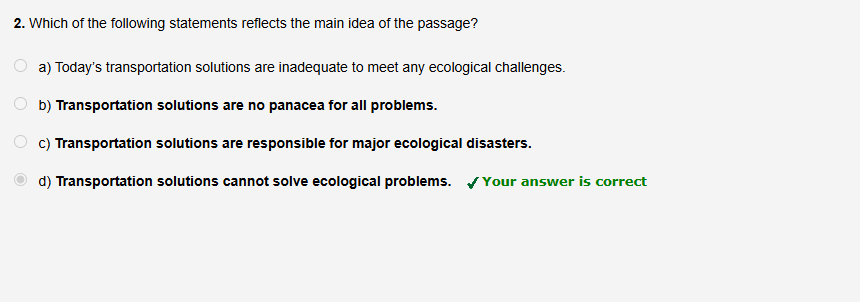 2. Which of the following statements reflects the main idea of the passage?
a) Today's transportation solutions are inadequate to meet any ecological challenges.
b) Transportation solutions are no panacea for all problems.
c) Transportation solutions are responsible for major ecological disasters.
d) Transportation solutions cannot solve ecological problems. ✓Your answer is correct